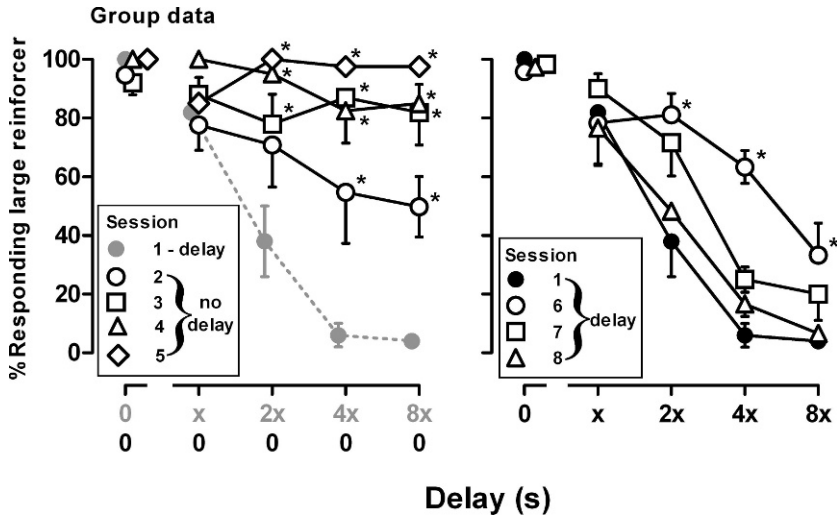 Group data
%Responding large reinforcer
100
80
60
40
20
0
* * *
* * *
* * *
* *
Session
1 - delay
2
3
4
5
no
delay
0 x 2x 4x 8x
0 0 0 0 0
* * *
Session
1
6
7
8
delay
0 x 2x 4x 8x
Delay (s)